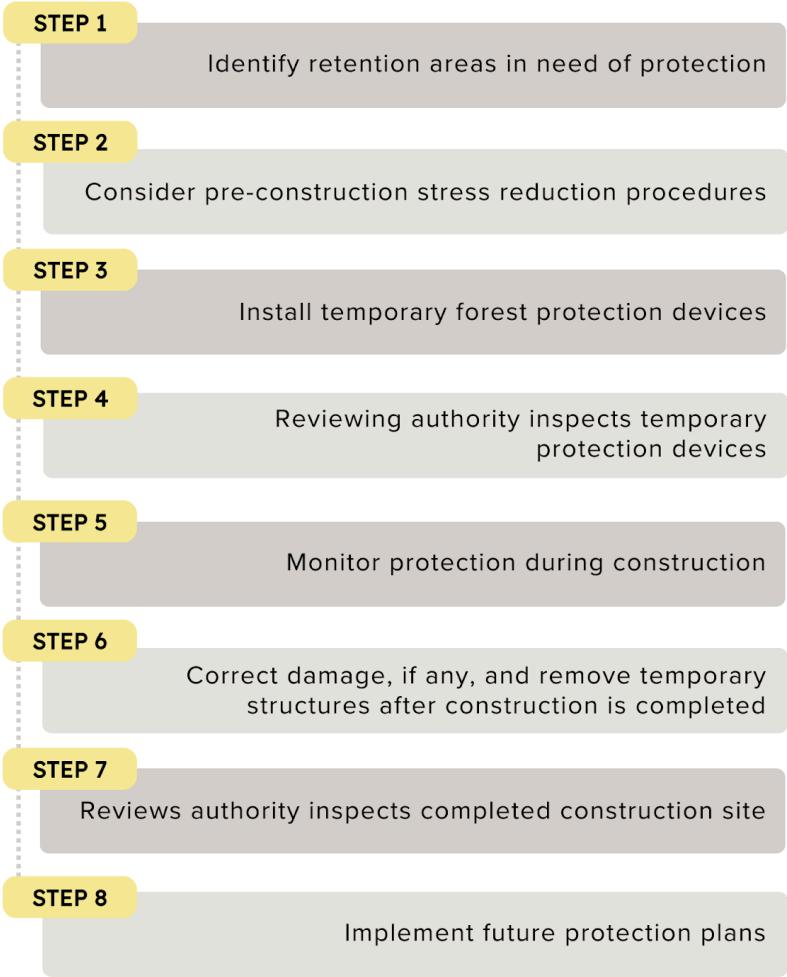 STEP 1
Identify retention areas in need of protection
STEP 2
Consider pre-construction stress reduction procedures
STEP 3
Install temporary forest protection devices
STEP 4
Reviewing authority inspects temporary
protection devices
STEP 5
Monitor protection during construction
STEP 6
Correct damage, if any, and remove temporary
structures after construction is completed
STEP 7
Reviews authority inspects completed construction site
STEP 8
Implement future protection plans